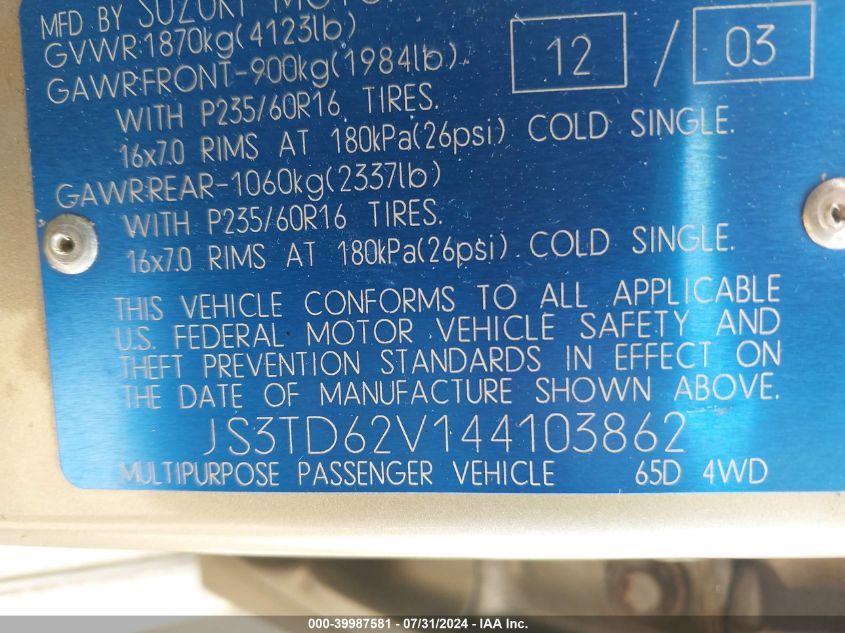 MFD BY SUZUKI MOTOR
GVWR:1870kg(4123lb)
GAWR:FRONT-900kg(1984lb)
12 / 03
WITH P235/60R16 TIRES.
16x7.0 RIMS AT 180kPa(26psi) COLD SINGLE.
GAWR:REAR-1060kg(2337lb)
WITH P235/60R16 TIRES.
16x7.0 RIMS AT 180kPa(26psi) COLD SINGLE.
THIS VEHICLE CONFORMS TO ALL APPLICABLE
U.S. FEDERAL MOTOR VEHICLE SAFETY AND
THEFT PREVENTION STANDARDS IN EFFECT ON
THE DATE OF MANUFACTURE SHOWN ABOVE.
JS3TD62V144103862
MULTIPURPOSE PASSENGER VEHICLE 65D 4WD
000-39987581 - 07/31/2024 - IAA Inc.